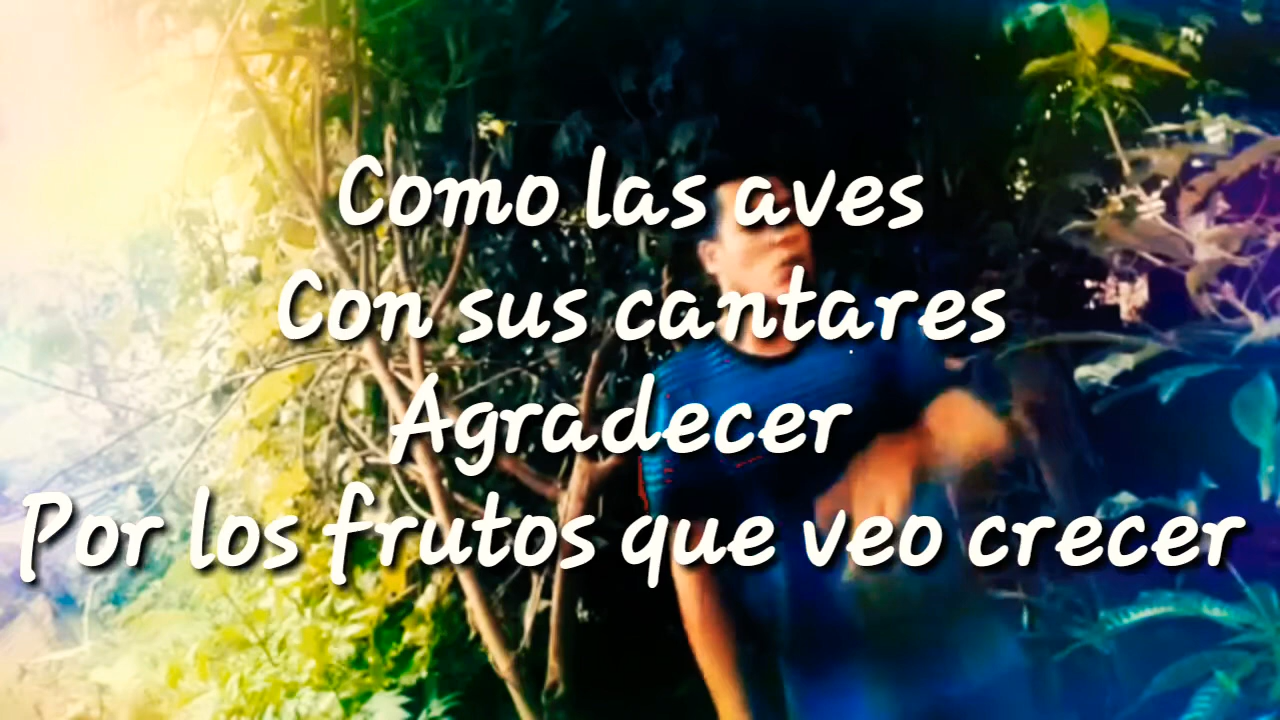 Como las aves
Con sus cantares
Agradecer
Por los frutos que veo crecer